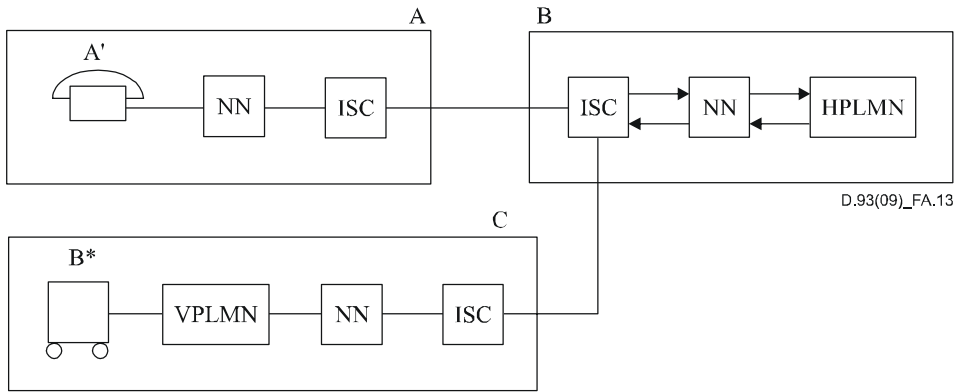 A
B
A'
NN
ISC
ISC
NN
HPLMN
D.93(09)_FA.13
C
B*
VPLMN
NN
ISC